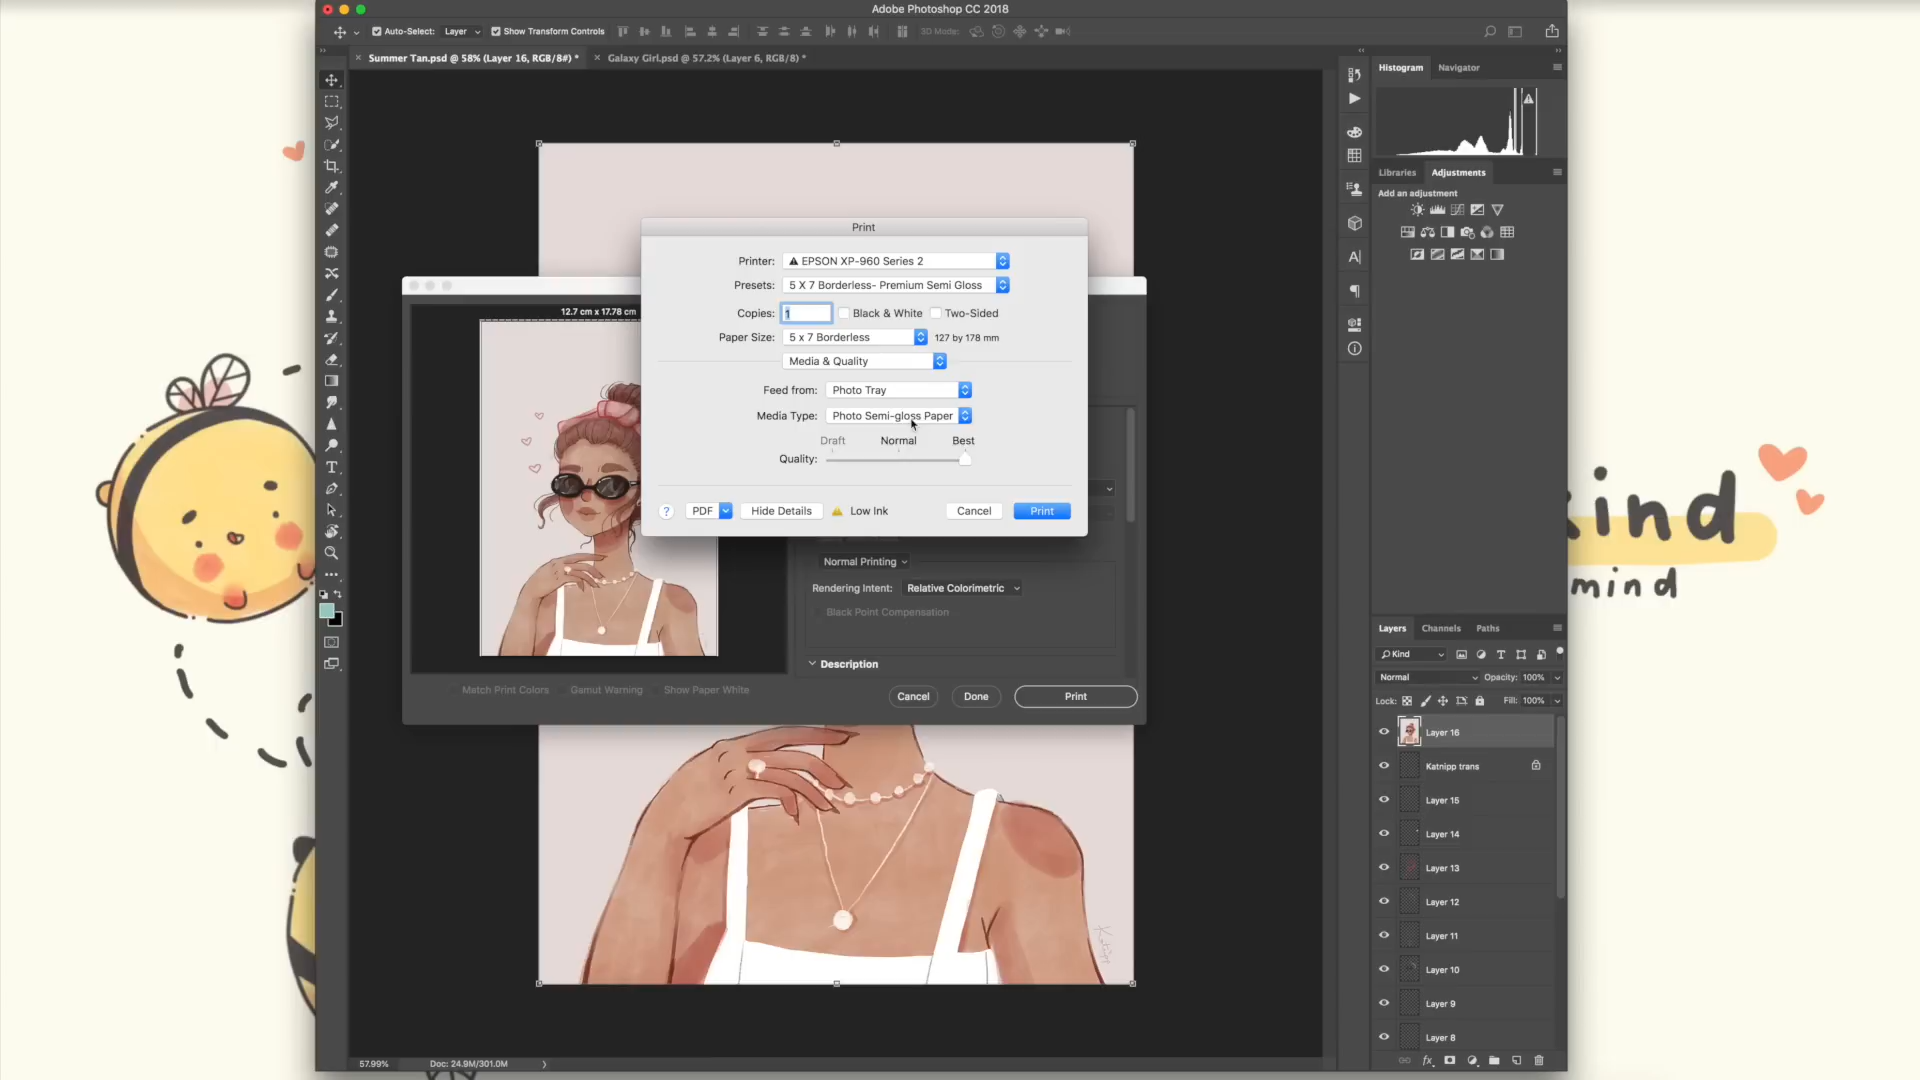 Adobe Photoshop CC 2018
Auto-Select: Layer Show Transform Controls 3D Mode:
Summer Tan.psd @ 58% (Layer 16, RGB/8#) * Galaxy Girl.psd @ 57.2% (Layer 6, RGB/8) *
Histogram Navigator
Libraries Adjustments
Add an adjustment
Print
Printer: EPSON XP-960 Series 2
Presets: 5 X 7 Borderless- Premium Semi Gloss
Copies: 1 Black & White Two-Sided
Paper Size: 5 x 7 Borderless 127 by 178 mm
Media & Quality
Feed from: Photo Tray
Media Type: Photo Semi-gloss Paper
Draft Normal Best
Quality:
? PDF Hide Details Low Ink Cancel Print
12.7 cm x 17.78 cm
Normal Printing
Rendering Intent: Relative Colorimetric
Black Point Compensation
Description
Match Print Colors Gamut Warning Show Paper White
Cancel Done Print
kind
mind
Katnipp
Layers Channels Paths
Kind
Normal Opacity: 100%
Lock: Fill: 100%
Layer 16
Katnipp trans
Layer 15
Layer 14
Layer 13
Layer 12
Layer 11
Layer 10
Layer 9
Layer 8
fx
57.99% Doc: 24.9M/301.0M